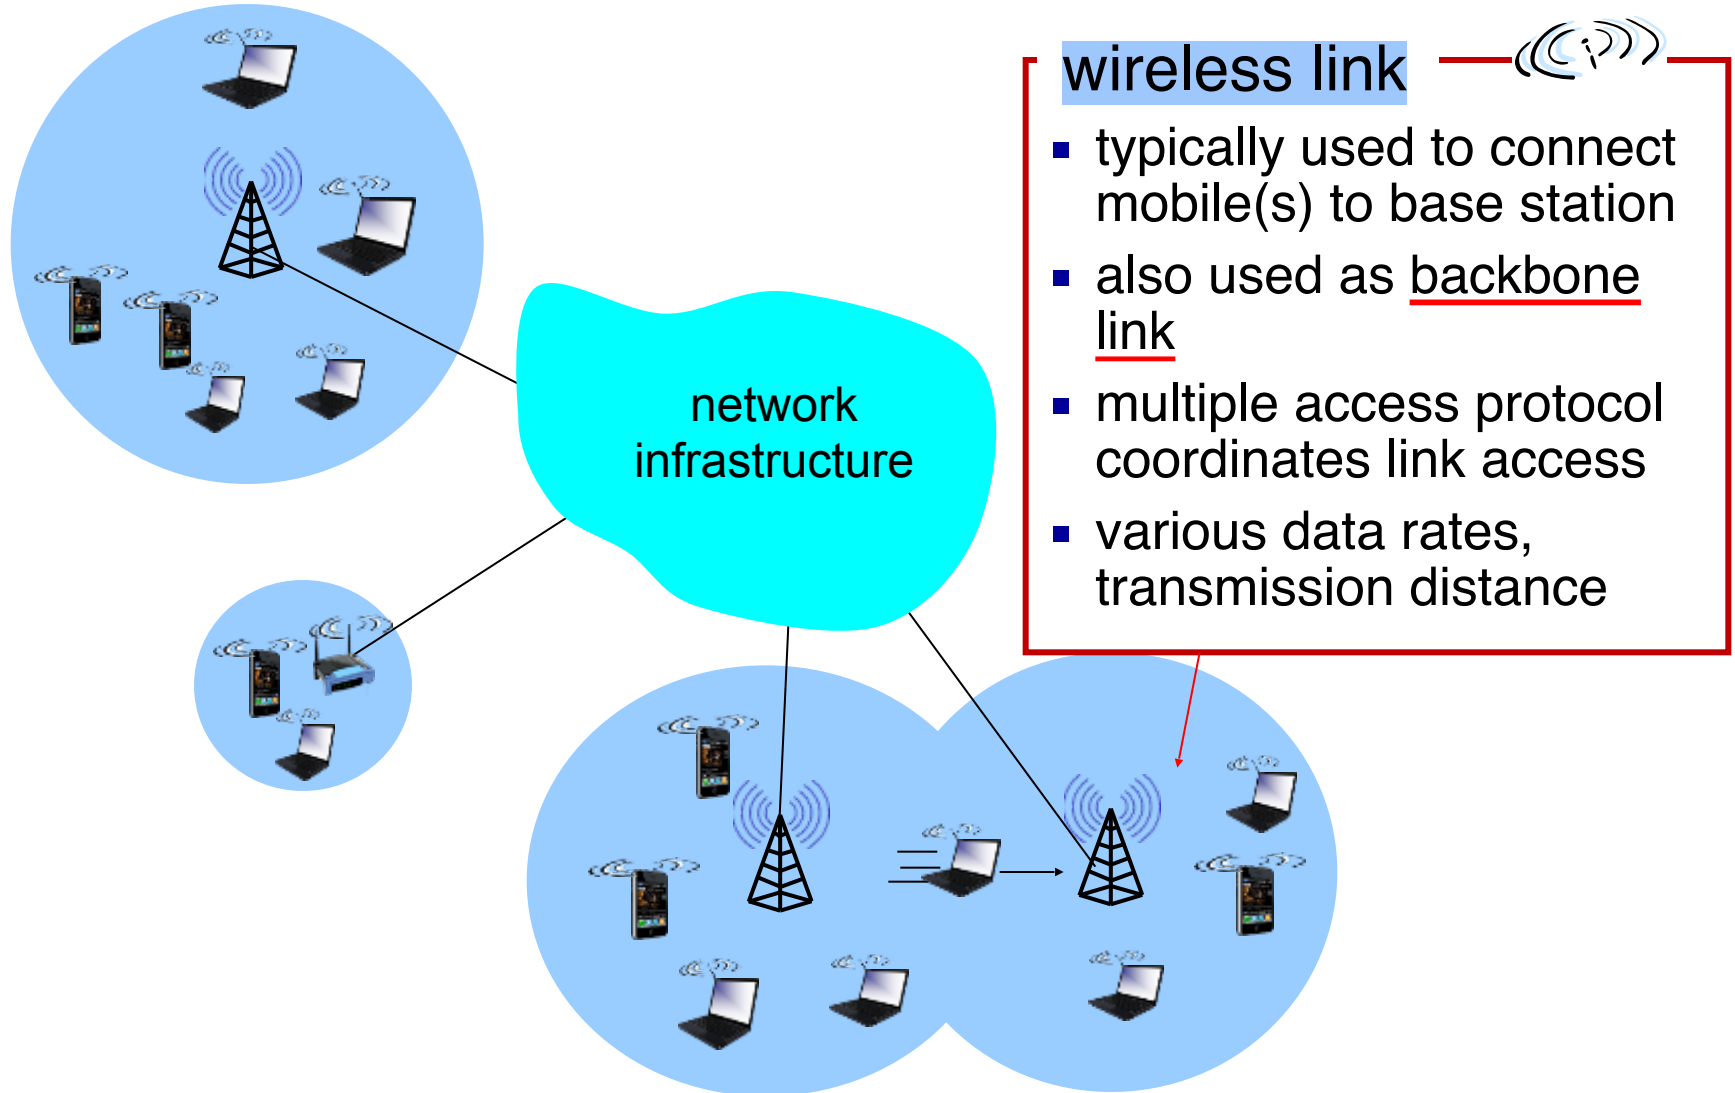 wireless link
typically used to connect
mobile(s) to base station
also used as backbone
link
multiple access protocol
coordinates link access
various data rates,
transmission distance
network
infrastructure